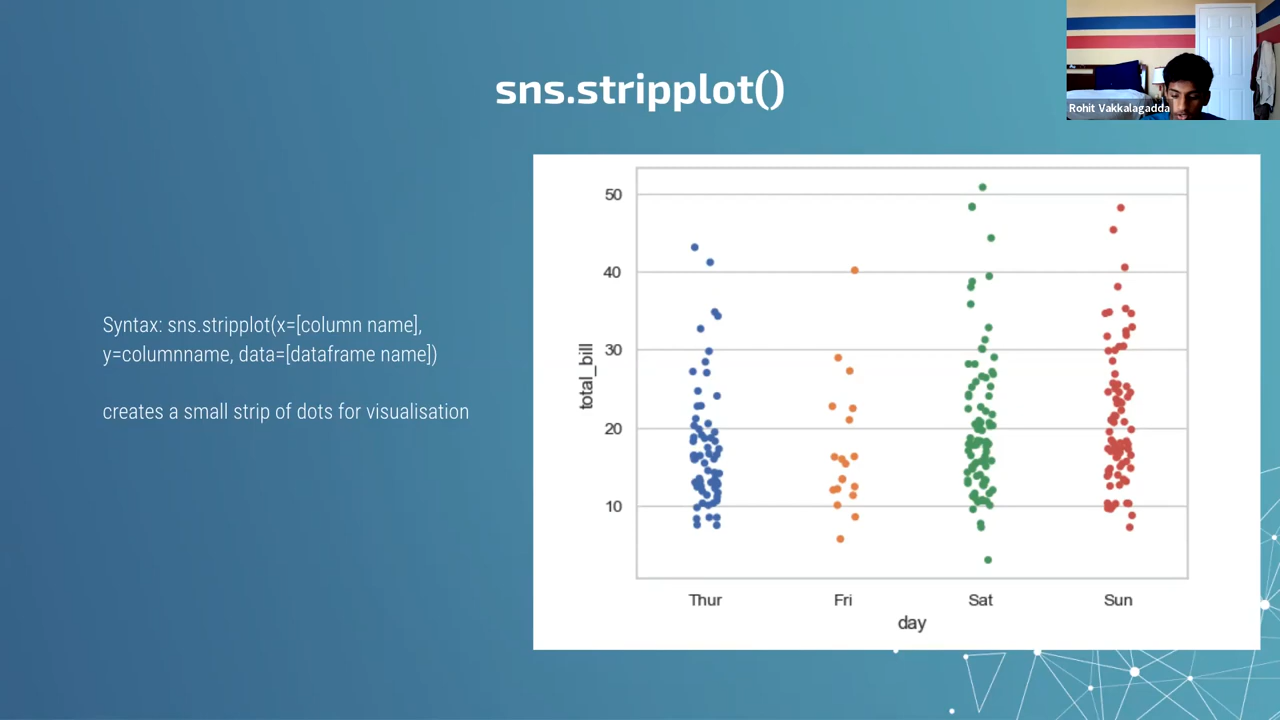 sns.stripplot()
Rohit Vakkalagadda
Syntax: sns.stripplot(x=[column name],
y=columnname, data=[dataframe name])
creates a small strip of dots for visualisation
50
40
30
20
10
total_bill
Thur Fri Sat Sun
day